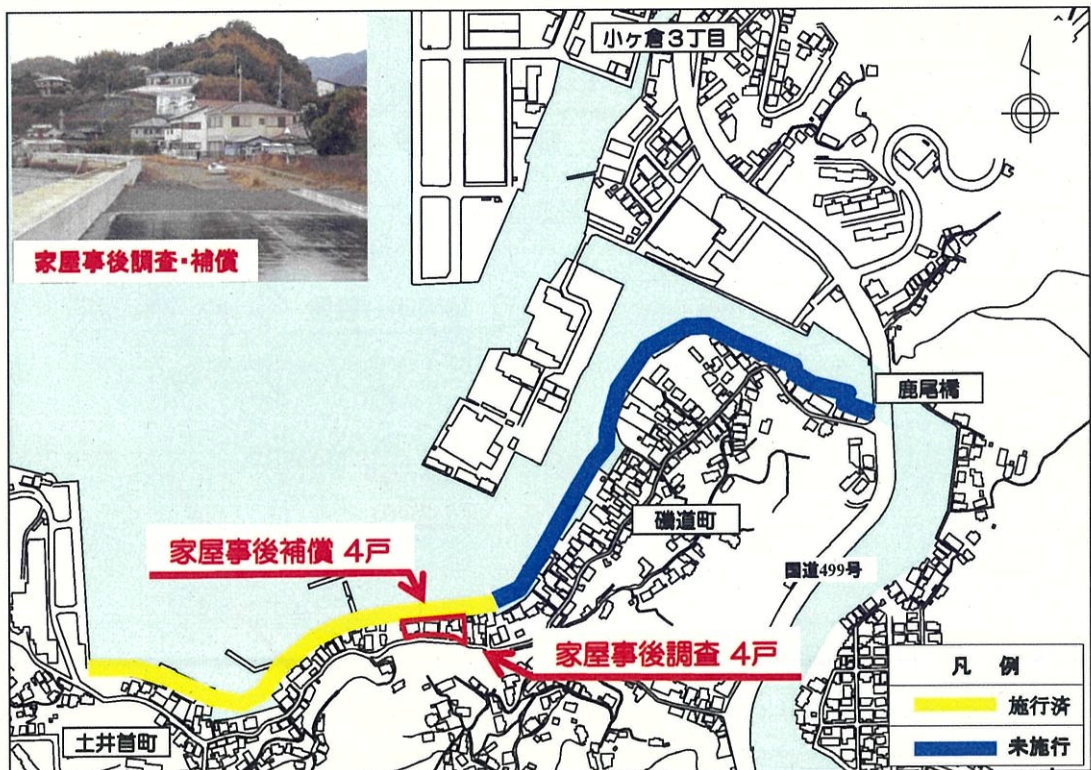 小ヶ倉3丁目
家屋事後調査・補償
鹿尾橋
磯道町
国道499号
家屋事後補償 4戸
家屋事後調査 4戸
土井首町
凡 例
施行済
未施行